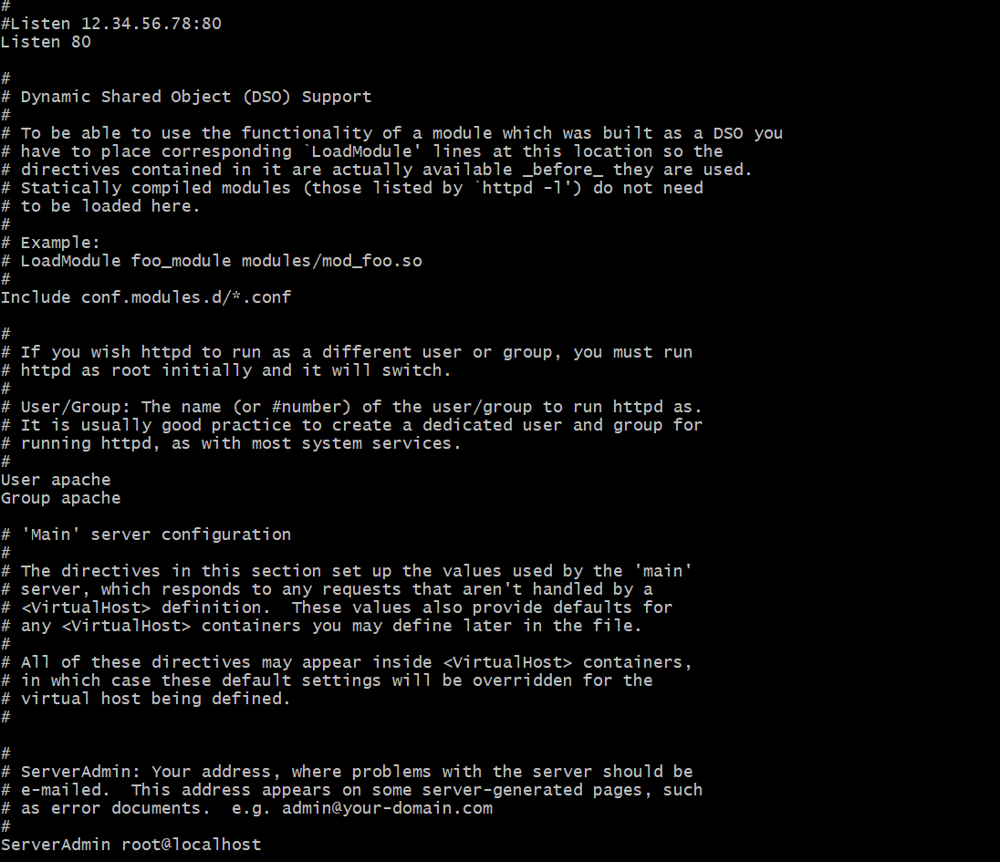 #
#Listen 12.34.56.78:80
Listen 80
#
# Dynamic Shared Object (DSO) Support
#
# To be able to use the functionality of a module which was built as a DSO you
# have to place corresponding `LoadModule' lines at this location so the
# directives contained in it are actually available _before_ they are used.
# Statically compiled modules (those listed by `httpd -l') do not need
# to be loaded here.
#
# Example:
# LoadModule foo_module modules/mod_foo.so
#
Include conf.modules.d/*.conf
#
# If you wish httpd to run as a different user or group, you must run
# httpd as root initially and it will switch.
#
# User/Group: The name (or #number) of the user/group to run httpd as.
# It is usually good practice to create a dedicated user and group for
# running httpd, as with most system services.
#
User apache
Group apache
# 'Main' server configuration
#
# The directives in this section set up the values used by the 'main'
# server, which responds to any requests that aren't handled by a
# <VirtualHost> definition.  These values also provide defaults for
# any <VirtualHost> containers you may define later in the file.
#
# All of these directives may appear inside <VirtualHost> containers,
# in which case these default settings will be overridden for the
# virtual host being defined.
#
#
# ServerAdmin: Your address, where problems with the server should be
# e-mailed.  This address appears on some server-generated pages, such
# as error documents.  e.g. admin@your-domain.com
#
ServerAdmin root@localhost